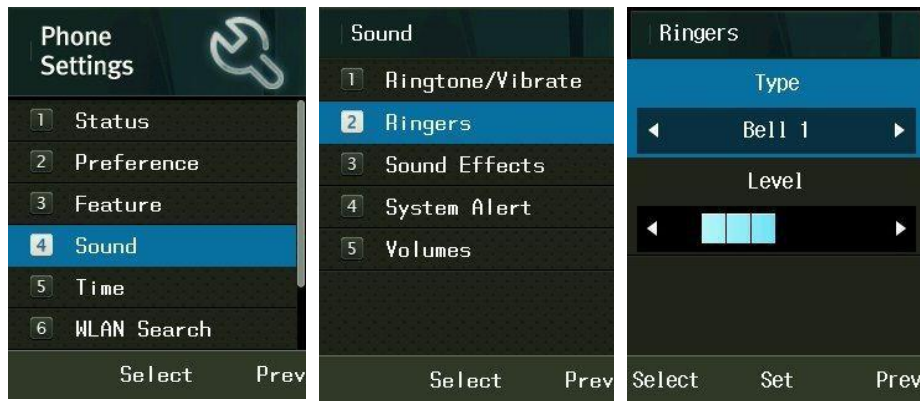 Phone
Settings
1 Status
2 Preference
3 Feature
4 Sound
5 Time
6 WLAN Search
Select Prev
Sound
1 Ringtone/Vibrate
2 Ringers
3 Sound Effects
4 System Alert
5 Volumes
Select Prev
Ringers
Type
Bell 1
Level
Select Set Prev